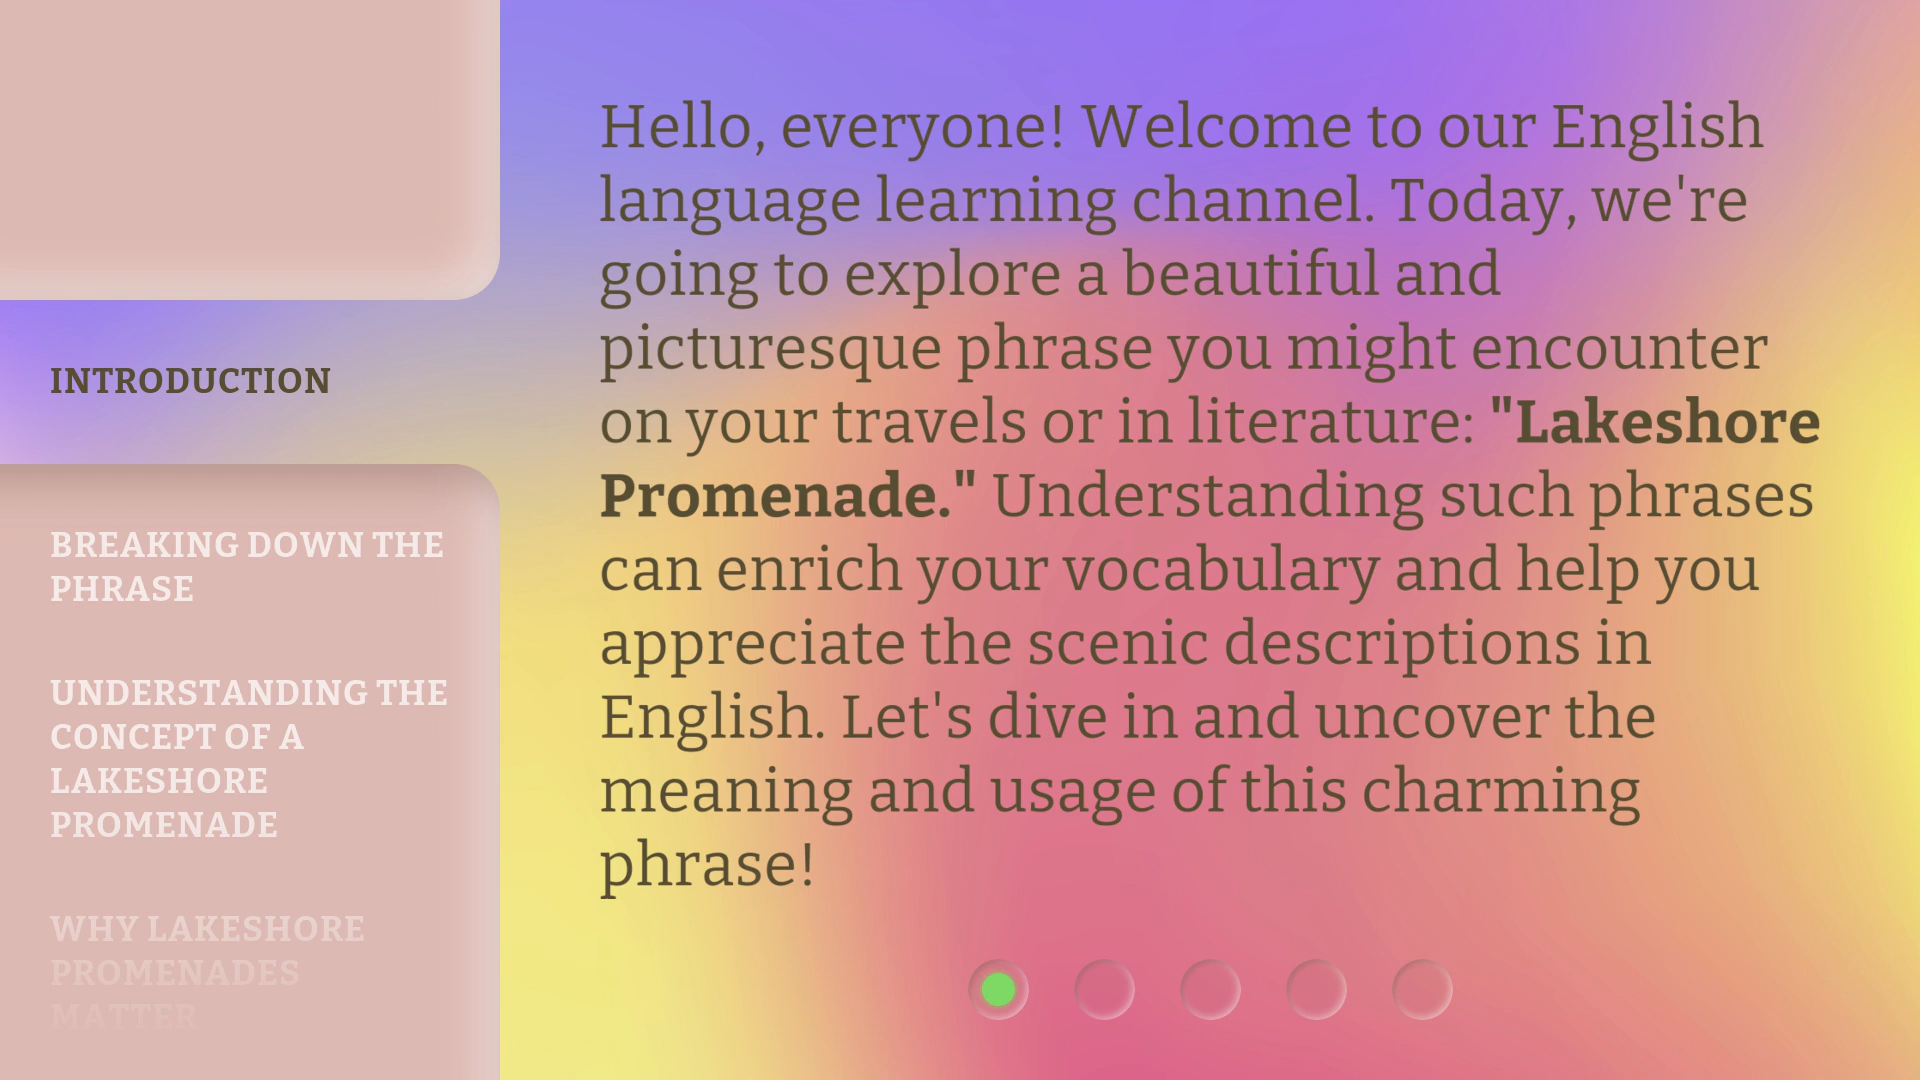 INTRODUCTION
BREAKING DOWN THE
PHRASE
UNDERSTANDING THE
CONCEPT OF A
LAKESHORE
PROMENADE
WHY LAKESHORE
PROMENADES
MATTER
Hello, everyone! Welcome to our English
language learning channel. Today, we're
going to explore a beautiful and
picturesque phrase you might encounter
on your travels or in literature: "Lakeshore
Promenade." Understanding such phrases
can enrich your vocabulary and help you
appreciate the scenic descriptions in
English. Let's dive in and uncover the
meaning and usage of this charming
phrase!